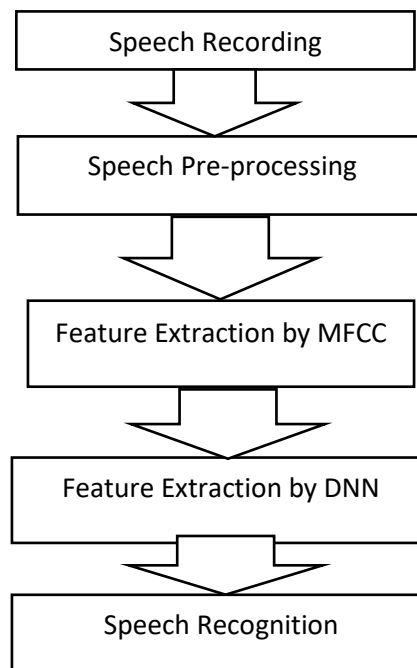 Speech Recording
Speech Pre-processing
Feature Extraction by MFCC
Feature Extraction by DNN
Speech Recognition